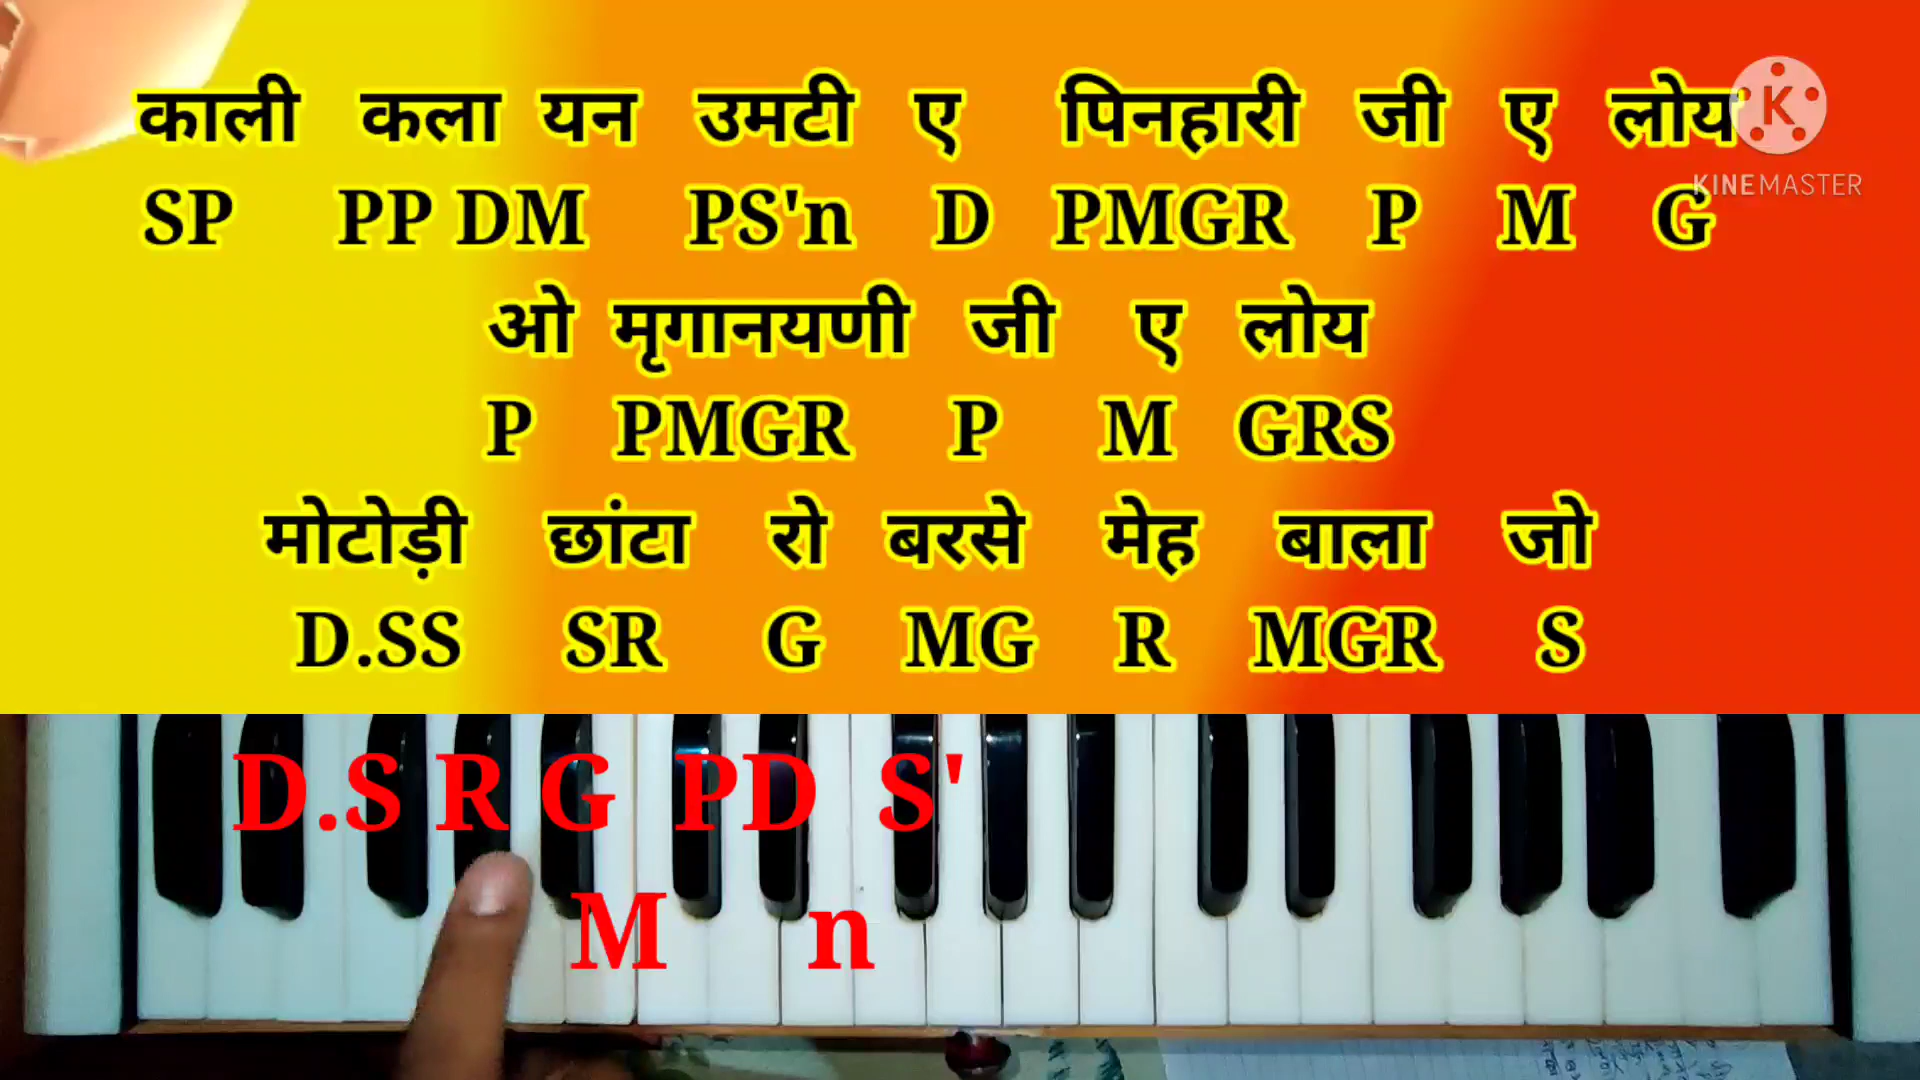 काली कला यन उमटी ए पिनहारी जी ए लोय
K
KINEMASTER
SP PP DM PS'n D PMGR P M G
ओ मृगानयणी जी ए लोय
P PMGR P M GRS
मोटोड़ी छांटा रो बरसे मेह बाला जो
D.SS SR G MG R MGR S
D.S R G PD S'
M n